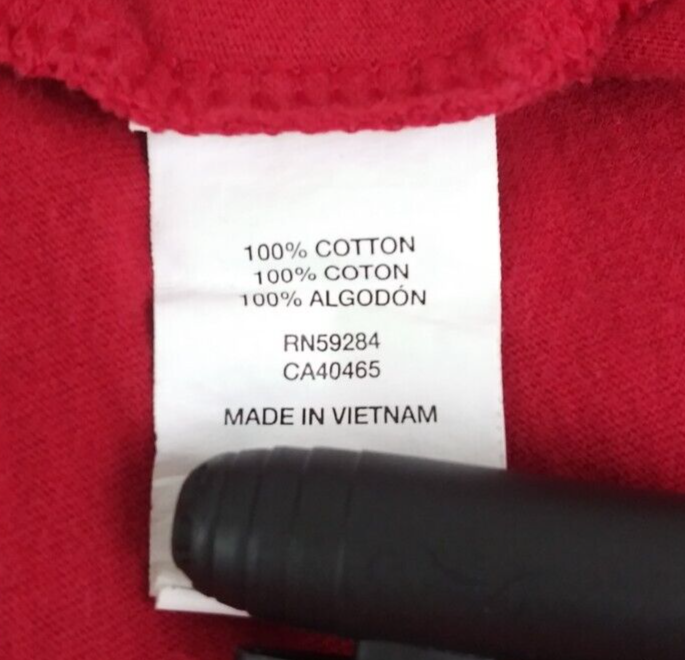 100% COTTON
100% COTON
100% ALGODÓN
RN59284
CA40465
MADE IN VIETNAM